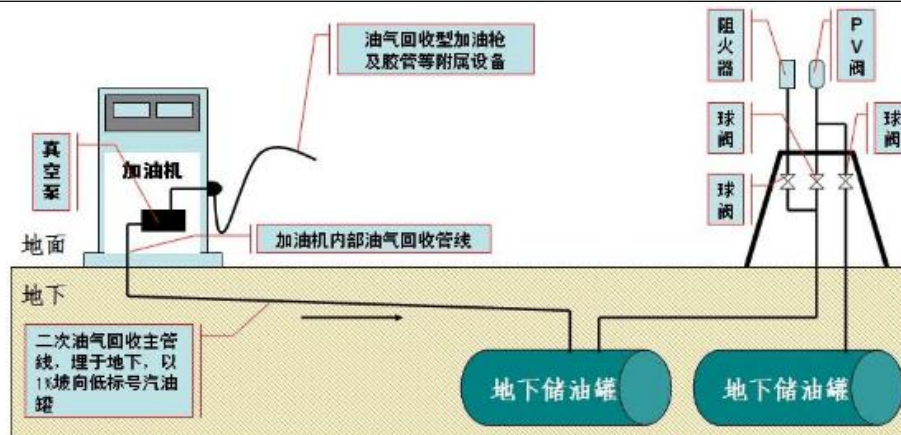 油气回收型加油枪
及胶管等附属设备
阻火器
PV阀
真空泵
加油机
球阀
球阀
球阀
加油机内部油气回收管线
地面
地下
二次油气回收主管
线，埋于地下，以
1%坡向低标号汽油
罐
地下储油罐
地下储油罐